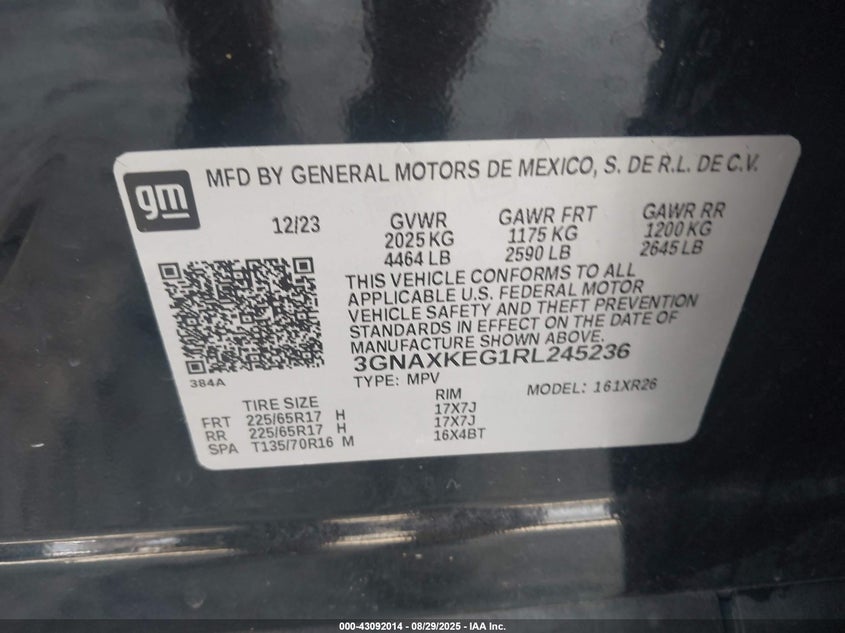 gm
MFD BY GENERAL MOTORS DE MEXICO, S. DE R.L. DE C.V.
12/23
GVWR
2025 KG
4464 LB
GAWR FRT
1175 KG
2590 LB
GAWR RR
1200 KG
2645 LB
THIS VEHICLE CONFORMS TO ALL
APPLICABLE U.S. FEDERAL MOTOR
VEHICLE SAFETY AND THEFT PREVENTION
STANDARDS IN EFFECT ON THE DATE OF
MANUFACTURE SHOWN ABOVE.
3GNAXKEG1RL245236
384A
TYPE: MPV
MODEL: 161XR26
TIRE SIZE RIM
FRT 225/65R17 H 17X7J
RR 225/65R17 H 17X7J
SPA T135/70R16 M 16X4BT
000-43092014 - 08/29/2025 - IAA Inc.